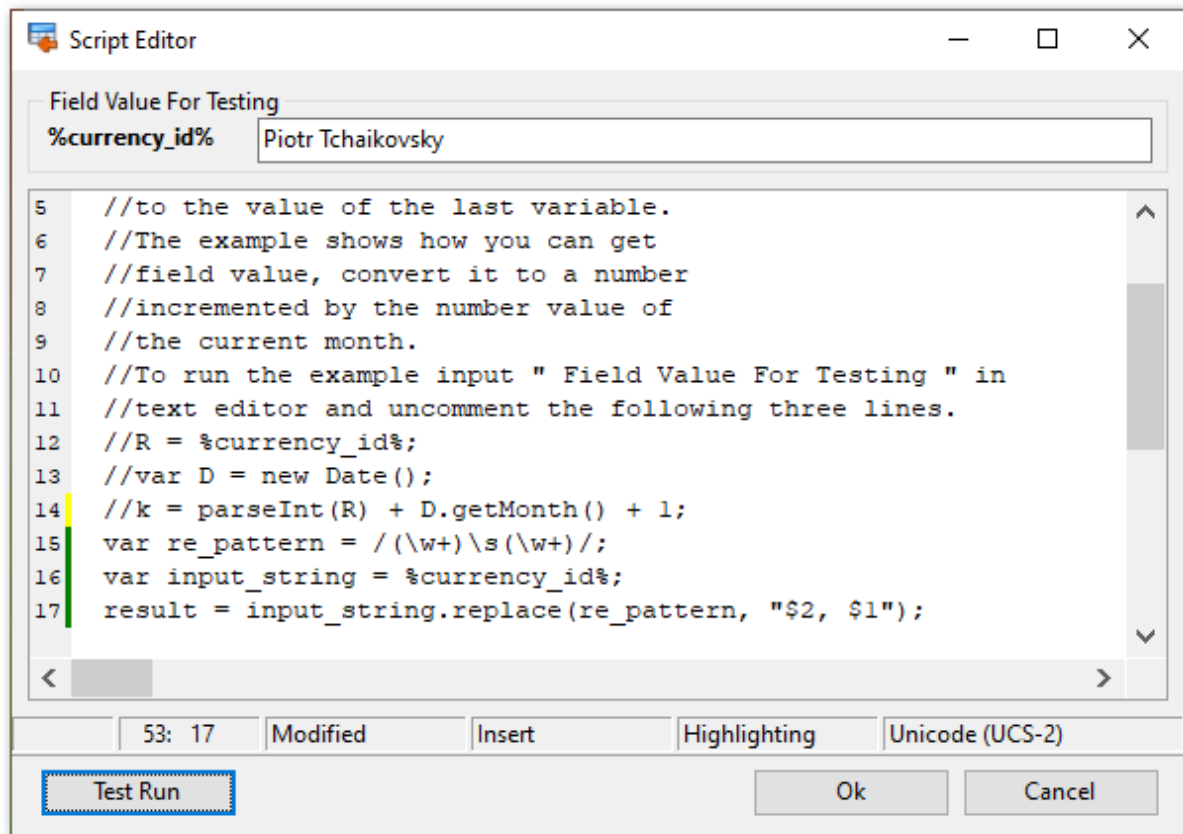 Script Editor
Field Value For Testing
%currency_id% Piotr Tchaikovsky
5 //to the value of the last variable.
6 //The example shows how you can get
7 //field value, convert it to a number
8 //incremented by the number value of
9 //the current month.
10 //To run the example input " Field Value For Testing " in
11 //text editor and uncomment the following three lines.
12 //R = %currency_id%;
13 //var D = new Date();
14 //k = parseInt(R) + D.getMonth() + 1;
15 var re_pattern = /(\w+)\s(\w+)/;
16 var input_string = %currency_id%;
17 result = input_string.replace(re_pattern, "$2, $1");
53: 17 Modified Insert Highlighting Unicode (UCS-2)
Test Run Ok Cancel